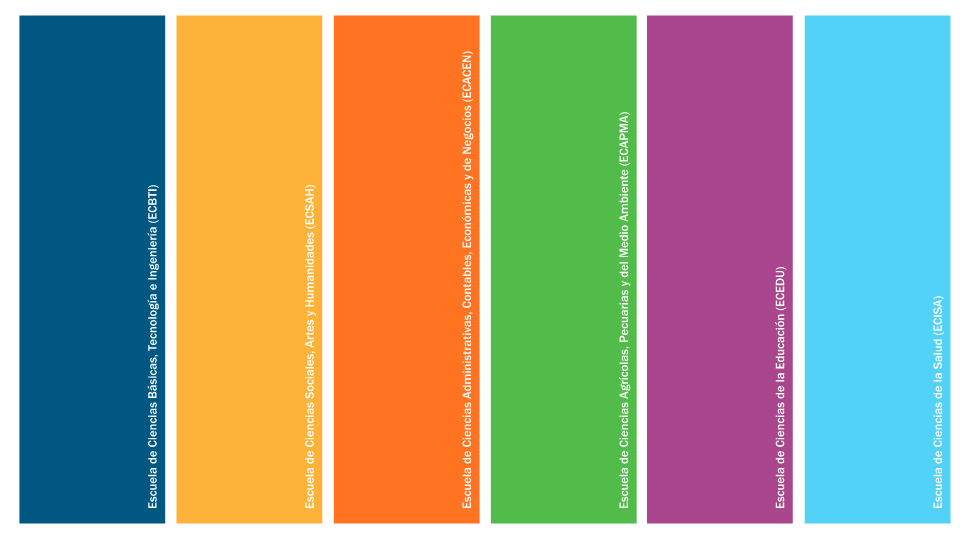 Escuela de Ciencias Básicas, Tecnología e Ingeniería (ECBTI)
Escuela de Ciencias Sociales, Artes y Humanidades (ECSAH)
Escuela de Ciencias Administrativas, Contables, Económicas y de Negocios (ECACEN)
Escuela de Ciencias Agrícolas, Pecuarias y del Medio Ambiente (ECAPMA)
Escuela de Ciencias de la Educación (ECEDU)
Escuela de Ciencias de la Salud (ECISA)